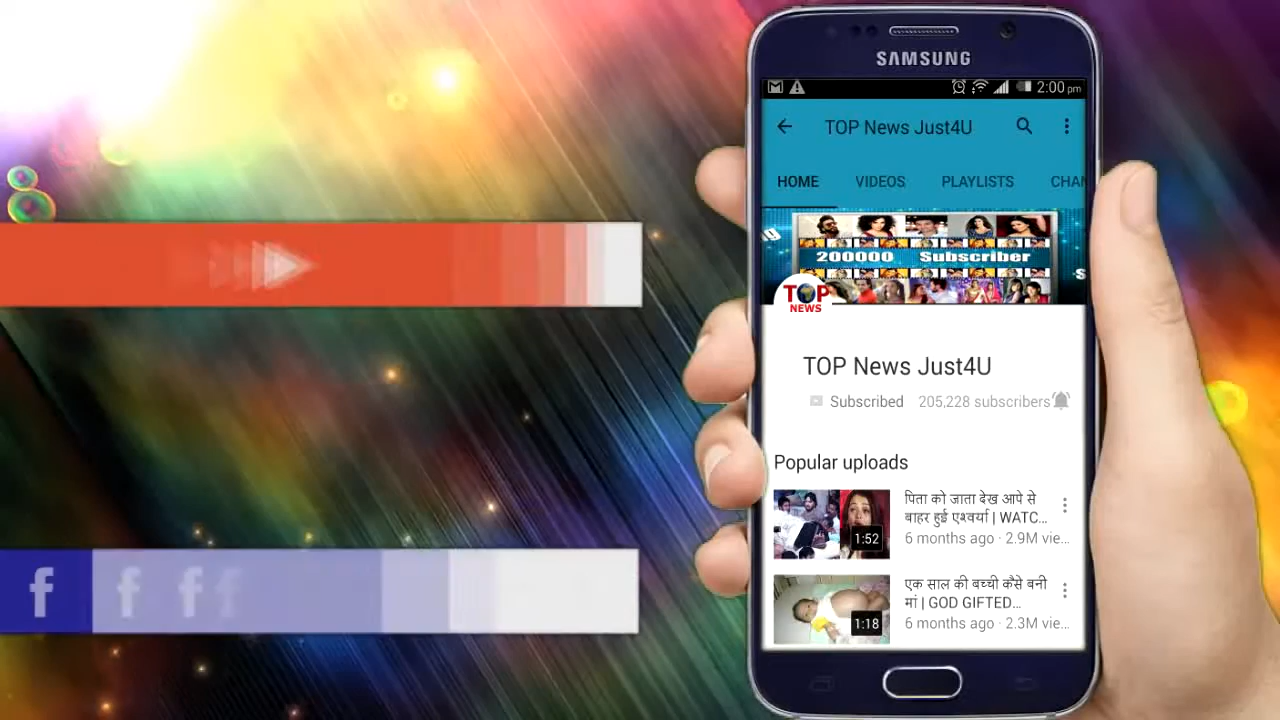 SAMSUNG
2:00 pm
TOP News Just4U
HOME VIDEOS PLAYLISTS CHAN
200000 Subscriber
TOP
NEWS
TOP News Just4U
Subscribed 205,228 subscribers
Popular uploads
पिता को जाता देख आपे से
बाहर हुई एश्वर्या | WATC...
6 months ago · 2.9M vie...
1:52
एक साल की बच्ची कैसे बनी
मां | GOD GIFTED...
6 months ago · 2.3M vie...
1:18
f f f f